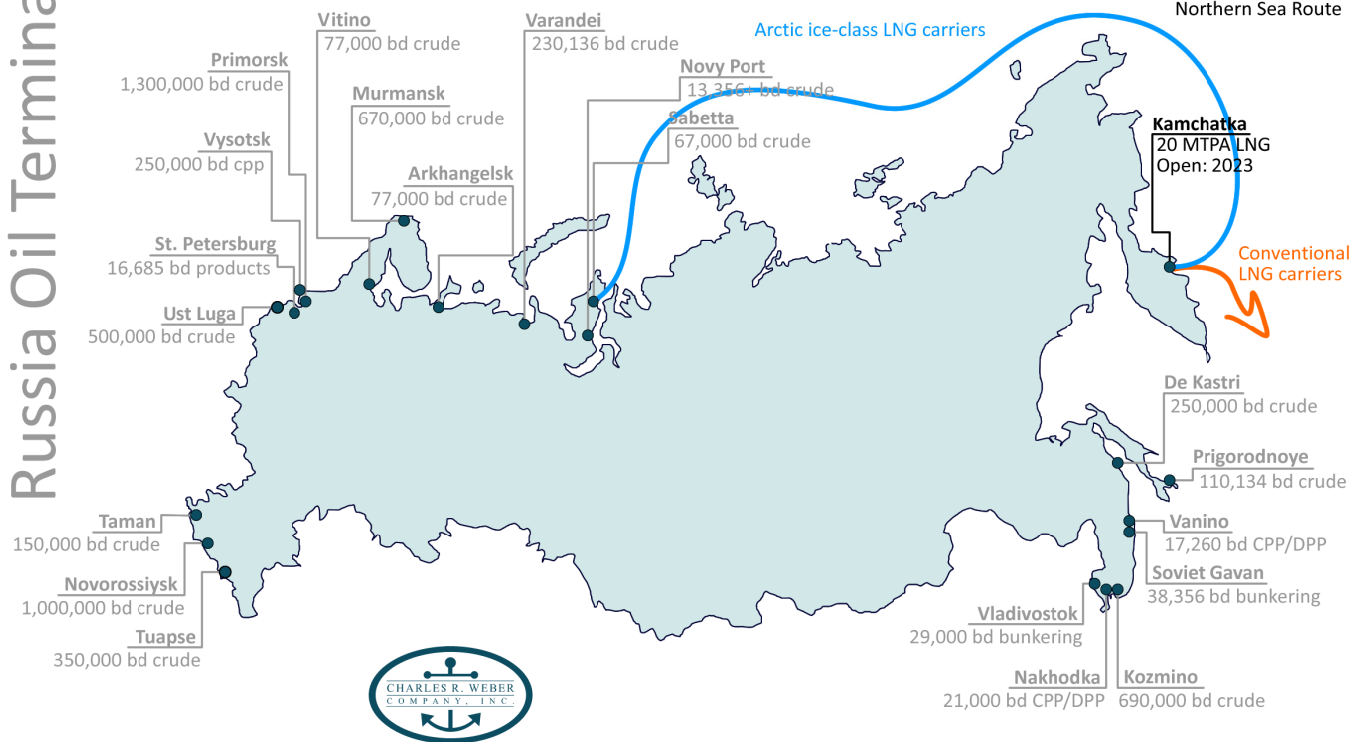 Russia Oil Termina
Northern Sea Route
Arctic ice-class LNG carriers
Vitino
77,000 bd crude
Varandei
230,136 bd crude
Primorsk
1,300,000 bd crude
Novy Port
13,356+ bd crude
Murmansk
670,000 bd crude
Sabetta
67,000 bd crude
Kamchatka
20 MTPA LNG
Open: 2023
Vysotsk
250,000 bd cpp
Arkhangelsk
77,000 bd crude
St. Petersburg
16,685 bd products
Conventional
LNG carriers
Ust Luga
500,000 bd crude
De Kastri
250,000 bd crude
Prigorodnoye
110,134 bd crude
Taman
150,000 bd crude
Vanino
17,260 bd CPP/DPP
Novorossiysk
1,000,000 bd crude
Soviet Gavan
38,356 bd bunkering
Tuapse
350,000 bd crude
Vladivostok
29,000 bd bunkering
Nakhodka
21,000 bd CPP/DPP
Kozmino
690,000 bd crude
CHARLES R. WEBER
COMPANY, INC.